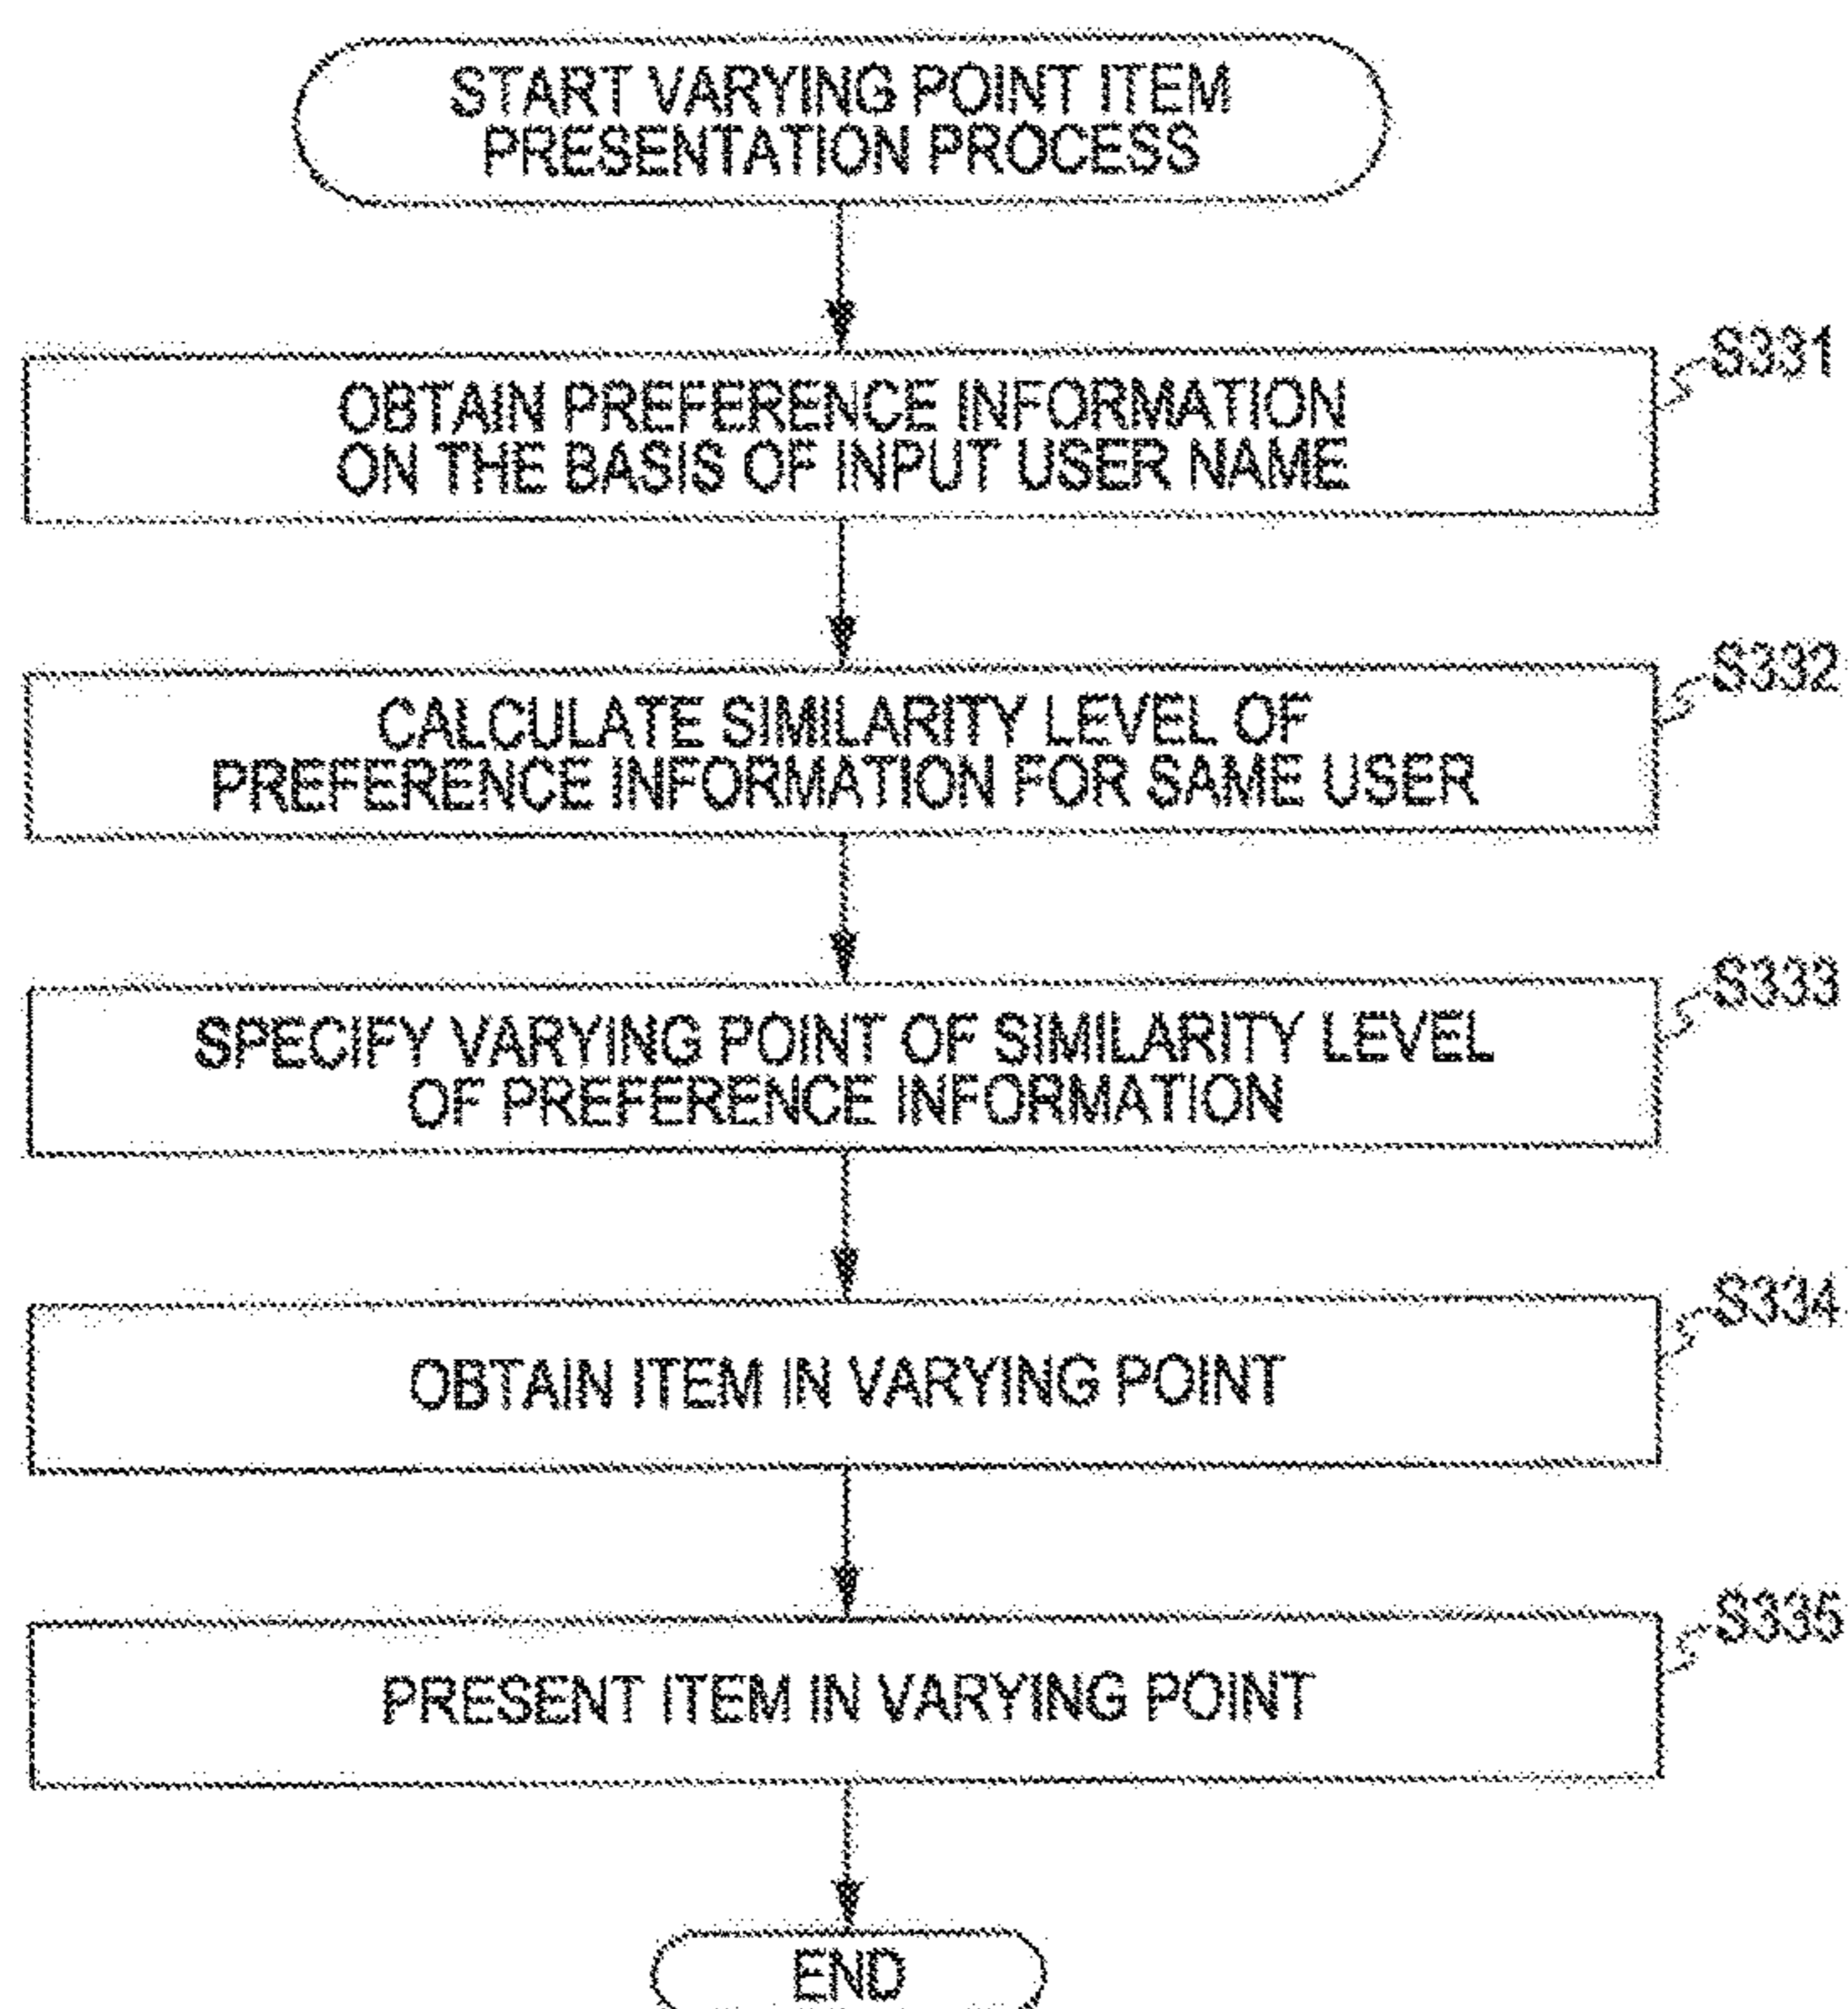 START VARYING POINT ITEM
PRESENTATION PROCESS
S331
OBTAIN PREFERENCE INFORMATION
ON THE BASIS OF INPUT USER NAME
S332
CALCULATE SIMILARITY LEVEL OF
PREFERENCE INFORMATION FOR SAME USER
S333
SPECIFY VARYING POINT OF SIMILARITY LEVEL
OF PREFERENCE INFORMATION
S334
OBTAIN ITEM IN VARYING POINT
S335
PRESENT ITEM IN VARYING POINT
END